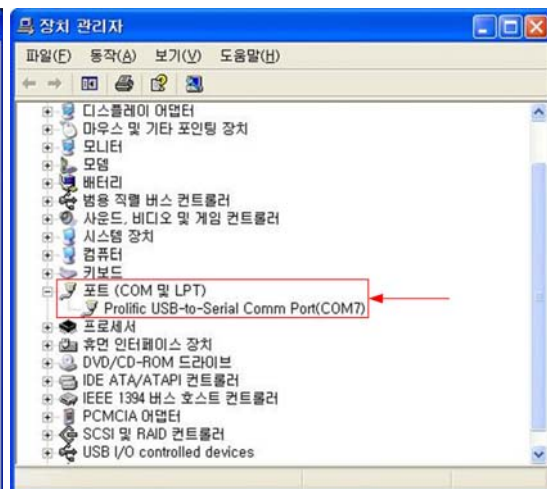 장치 관리자
파일(F) 동작(A) 보기(V) 도움말(H)
디스플레이 어댑터
마우스 및 기타 포인팅 장치
모니터
모뎀
배터리
범용 직렬 버스 컨트롤러
사운드, 비디오 및 게임 컨트롤러
시스템 장치
컴퓨터
키보드
포트 (COM 및 LPT)
Prolific USB-to-Serial Comm Port(COM7)
프로세서
휴먼 인터페이스 장치
DVD/CD-ROM 드라이브
IDE ATA/ATAPI 컨트롤러
IEEE 1394 버스 호스트 컨트롤러
PCMCIA 어댑터
SCSI 및 RAID 컨트롤러
USB I/O controlled devices